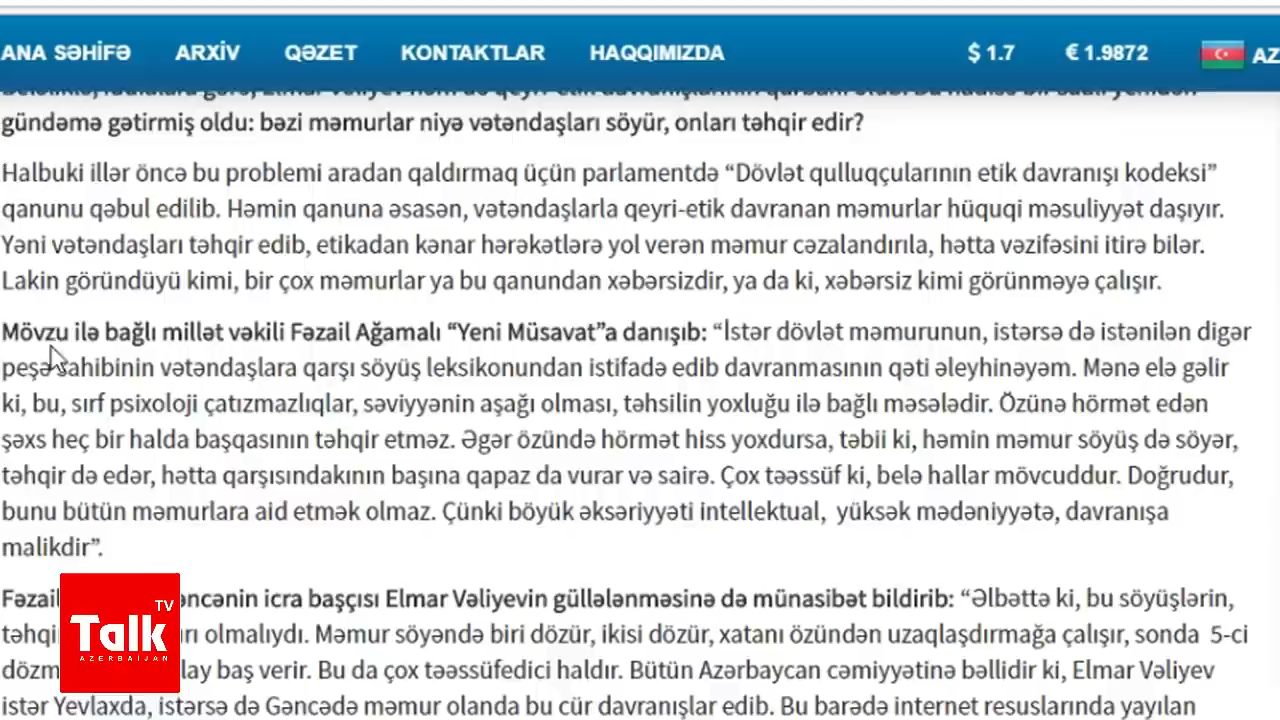 ANA SƏHİFƏ ARXİV QƏZET KONTAKTLAR HAQQIMIZDA $ 1.7 € 1.9872 AZ
gündəmə gətirmiş oldu: bəzi məmurlar niyə vətəndaşları söyür, onları təhqir edir?
Halbuki illər öncə bu problemi aradan qaldırmaq üçün parlamentdə “Dövlət qulluqçularının etik davranışı kodeksi”
qanunu qəbul edilib. Həmin qanuna əsasən, vətəndaşlarla qeyri-etik davranan məmurlar hüquqi məsuliyyət daşıyır.
Yəni vətəndaşları təhqir edib, etikadan kənar hərəkətlərə yol verən məmur cəzalandırıla, hətta vəzifəsini itirə bilər.
Lakin göründüyü kimi, bir çox məmurlar ya bu qanundan xəbərsizdir, ya da ki, xəbərsiz kimi görünməyə çalışır.
Mövzu ilə bağlı millət vəkili Fəzail Ağamalı “Yeni Müsavat”a danışıb: “İstər dövlət məmurunun, istərsə də istənilən digər
peşə sahibinin vətəndaşlara qarşı söyüş leksikonundan istifadə edib davranmasının qəti əleyhinəyəm. Mənə elə gəlir
ki, bu, sırf psixoloji çatızmazlıqlar, səviyyənin aşağı olması, təhsilin yoxluğu ilə bağlı məsələdir. Özünə hörmət edən
şəxs heç bir halda başqasının təhqir etməz. Əgər özündə hörmət hiss yoxdursa, təbii ki, həmin məmur söyüş də söyər,
təhqir də edər, hətta qarşısındakının başına qapaz da vurar və sairə. Çox təəssüf ki, belə hallar mövcuddur. Doğrudur,
bunu bütün məmurlara aid etmək olmaz. Çünki böyük əksəriyyəti intellektual, yüksək mədəniyyətə, davranışa
malikdir”.
Fəzail əncənin icra başçısı Elmar Vəliyevin güllələnməsinə də münasibət bildirib: “Əlbəttə ki, bu söyüşlərin,
təhqi rı olmalıydı. Məmur söyəndə biri dözür, ikisi dözür, xatanı özündən uzaqlaşdırmağa çalışır, sonda 5-ci
dözm lay baş verir. Bu da çox təəssüfedici haldır. Bütün Azərbaycan cəmiyyətinə bəllidir ki, Elmar Vəliyev
istər Yevlaxda, istərsə də Gəncədə məmur olanda bu cür davranışlar edib. Bu barədə internet resuslarında yayılan
TV
Talk
AZERBAİJAN